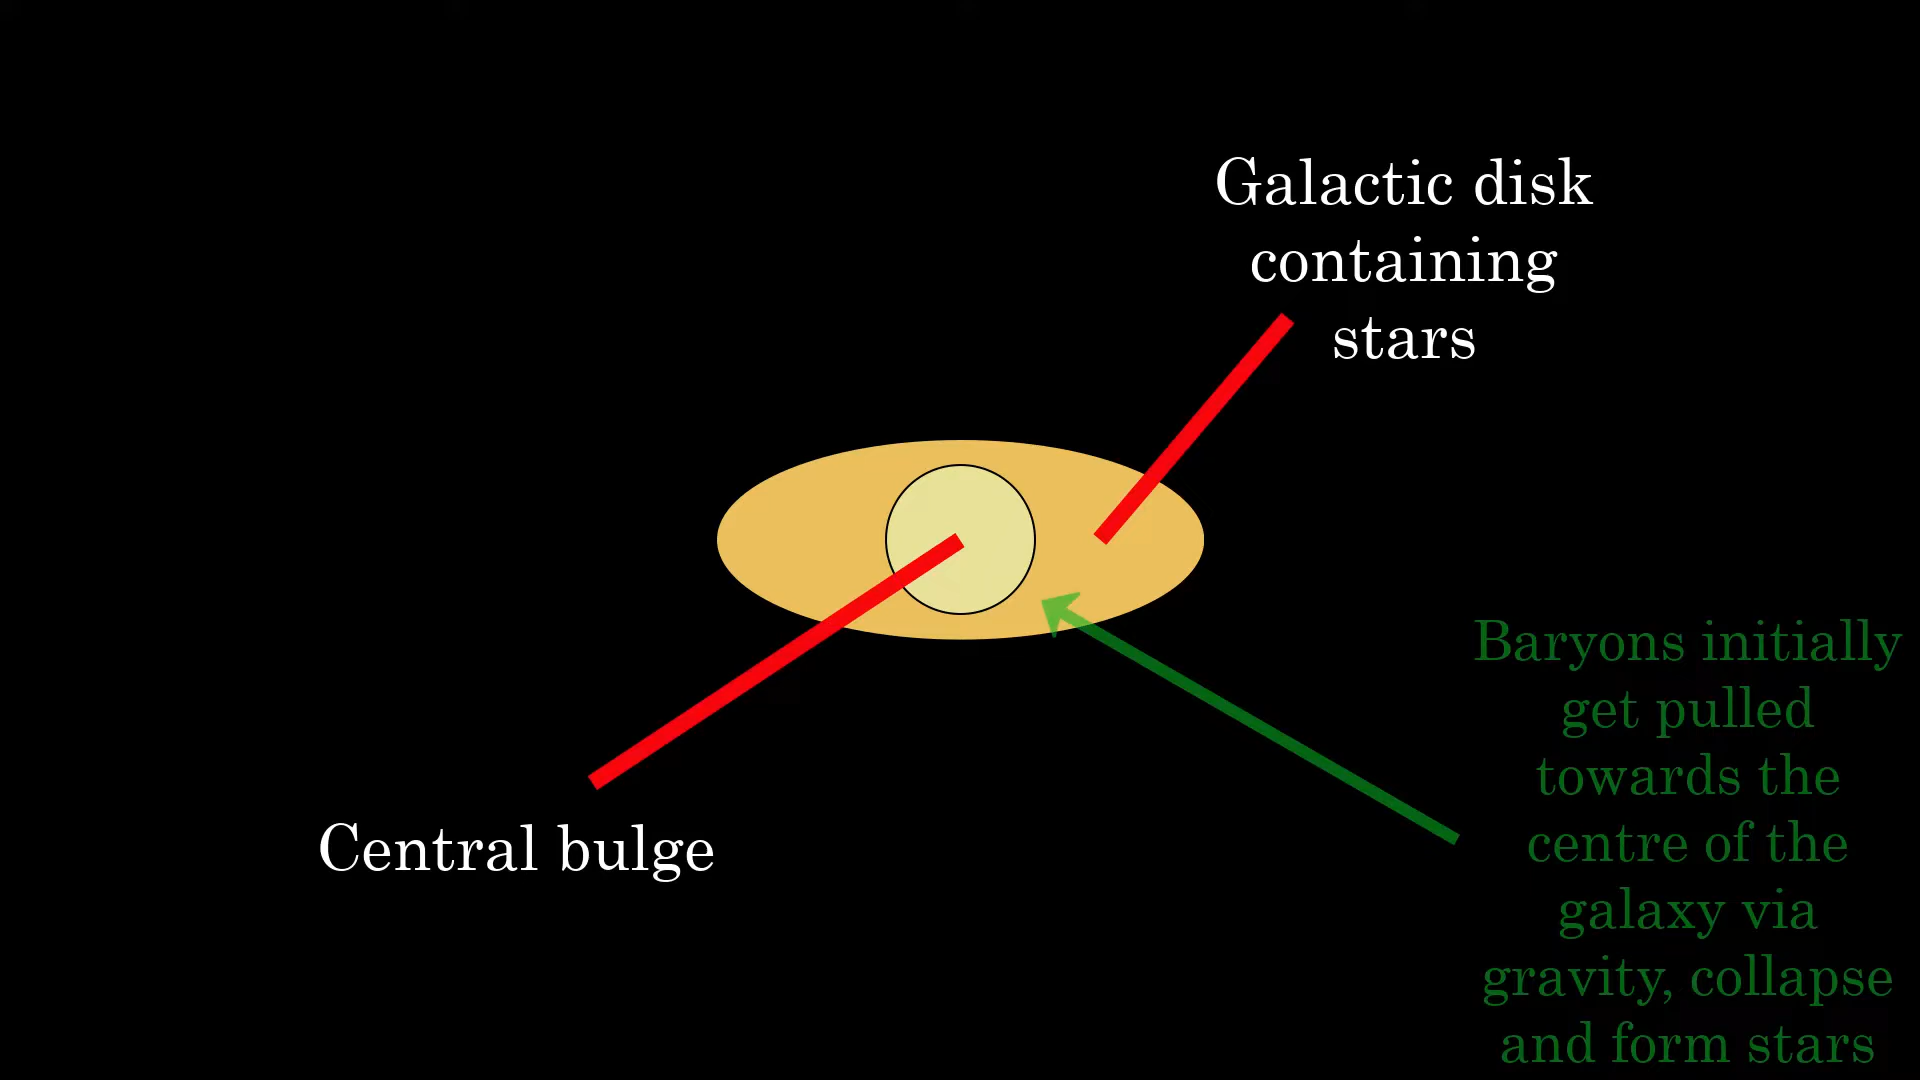 Galactic disk
containing
stars
Central bulge
Baryons initially
get pulled
towards the
centre of the
galaxy via
gravity, collapse
and form stars